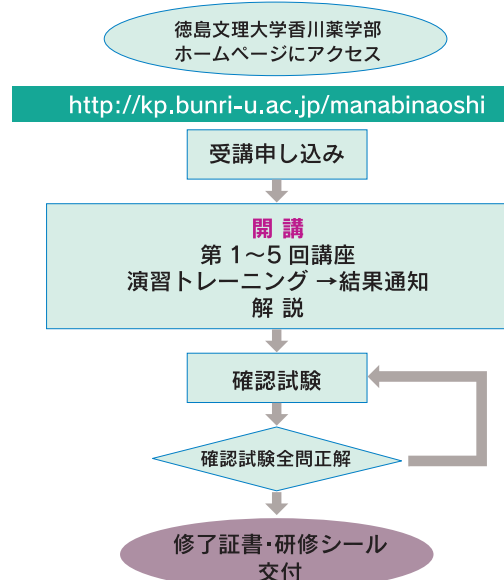 徳島文理大学香川薬学部
ホームページにアクセス
http://kp.bunri-u.ac.jp/manabinaoshi
受講申し込み
開 講
第 1～5 回講座
演習トレーニング →結果通知
解 説
確認試験
確認試験全問正解
修了証書・研修シール
交付